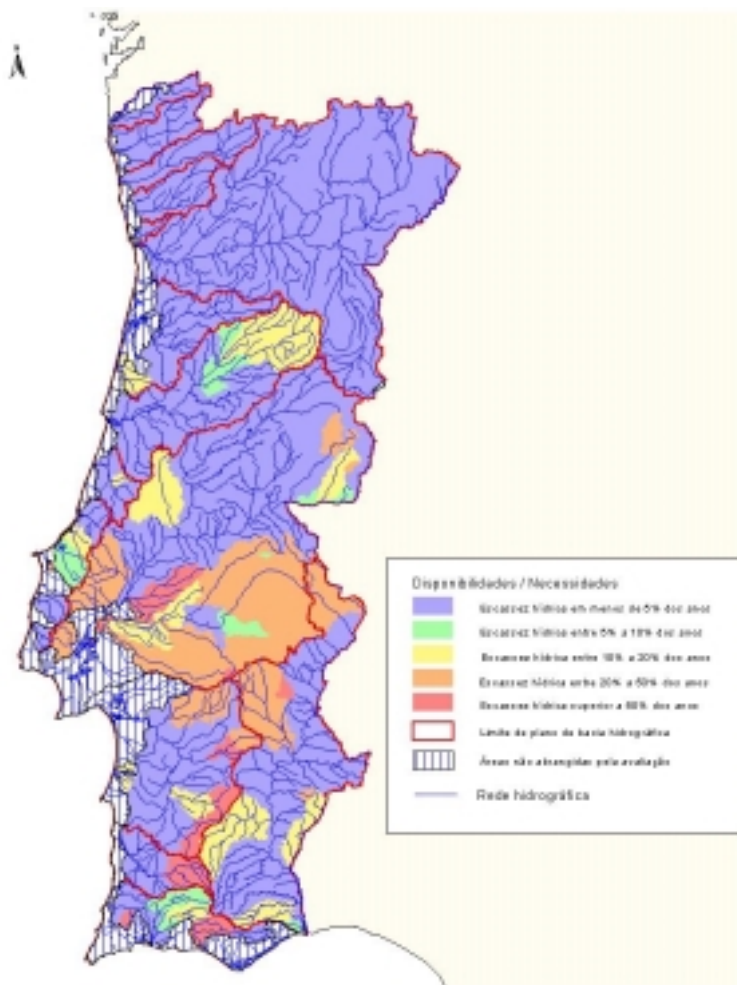 Disponibilidades / Necessidades
Escassez hídrica em menos de 5% dos anos
Escassez hídrica entre 5% a 10% dos anos
Escassez hídrica entre 10% a 20% dos anos
Escassez hídrica entre 20% a 50% dos anos
Escassez hídrica superior a 50% dos anos
Limite de plano de bacia hidrográfica
Áreas não abrangidas pela avaliação
Rede hidrográfica